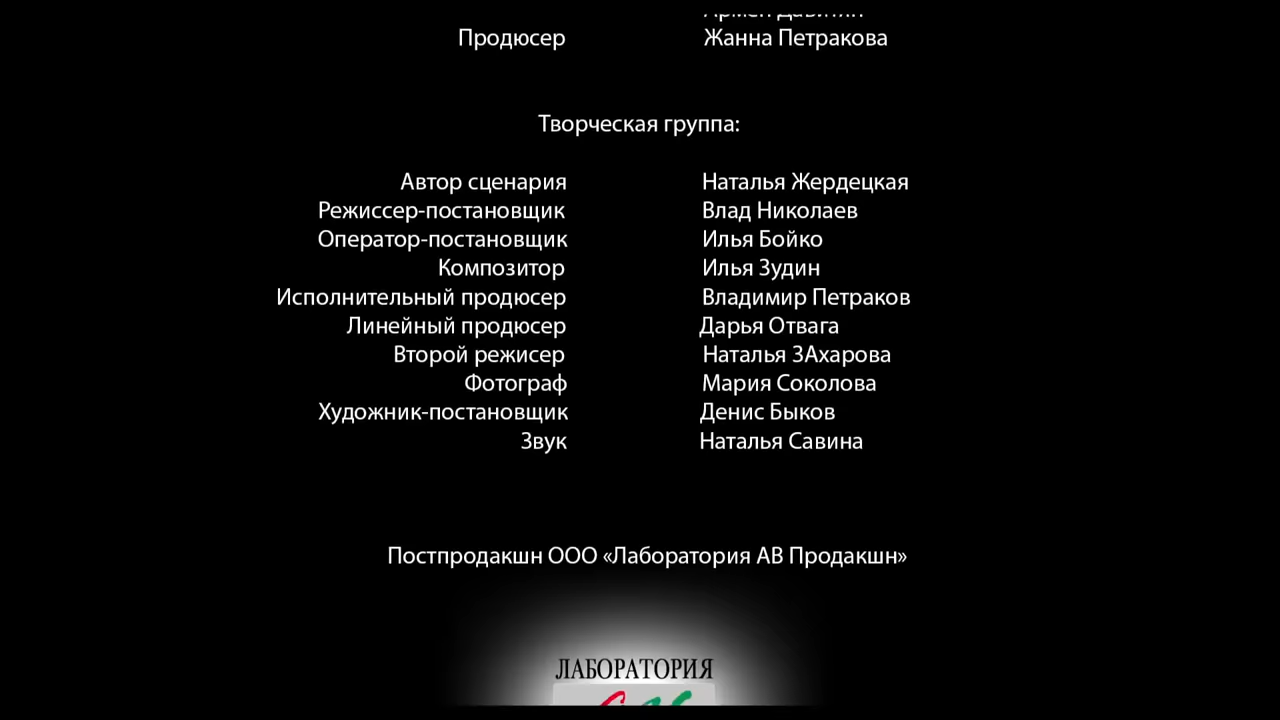 Продюсер Жанна Петракова
Творческая группа:
Автор сценария Наталья Жердецкая
Режиссер-постановщик Влад Николаев
Оператор-постановщик Илья Бойко
Композитор Илья Зудин
Исполнительный продюсер Владимир Петраков
Линейный продюсер Дарья Отвага
Второй режисер Наталья ЗАхарова
Фотограф Мария Соколова
Художник-постановщик Денис Быков
Звук Наталья Савина
Постпродакшн ООО «Лаборатория АВ Продакшн»
ЛАБОРАТОРИЯ